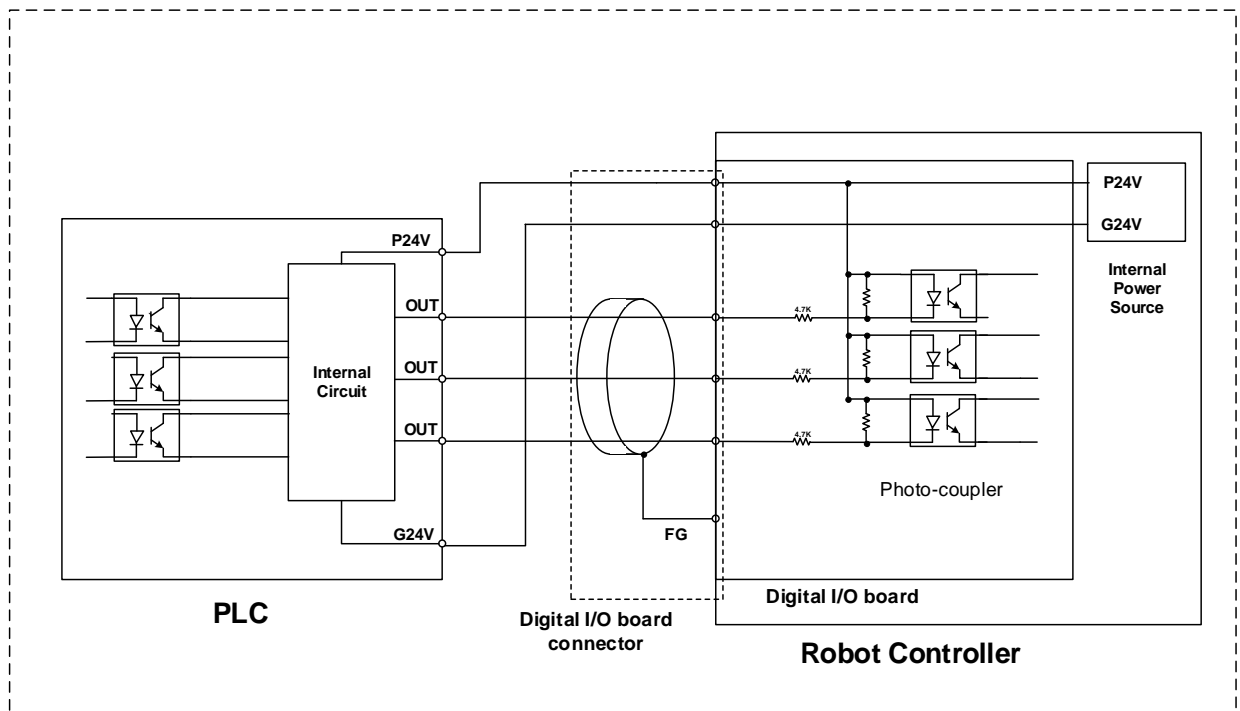 P24V
G24V
Internal
Power
Source
P24V
OUT
OUT
OUT
Internal
Circuit
G24V
4.7K
4.7K
4.7K
Photo-coupler
FG
PLC
Digital I/O board
connector
Digital I/O board
Robot Controller